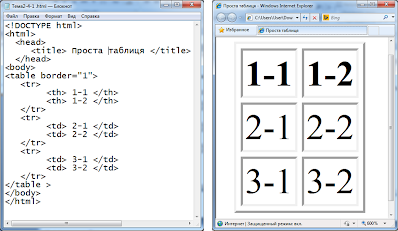 Тема2-4-1.html — Блокнот
Файл Правка Формат Вид Справка
<!DOCTYPE html>
<html>
<head>
<title> Проста таблиця </title>
</head>
<body>
<table border="1">
<tr>
<th> 1-1 </th>
<th> 1-2 </th>
</tr>
<tr>
<td> 2-1 </td>
<td> 2-2 </td>
</tr>
<tr>
<td> 3-1 </td>
<td> 3-2 </td>
<tr>
</table >
</body>
</html>
Проста таблиця - Windows Internet Explorer
C:\Users\User\Dow
Bing
Избранное
Проста таблиця
1-1 1-2
2-1 2-2
3-1 3-2
Интернет | Защищенный режим: вкл.
600%